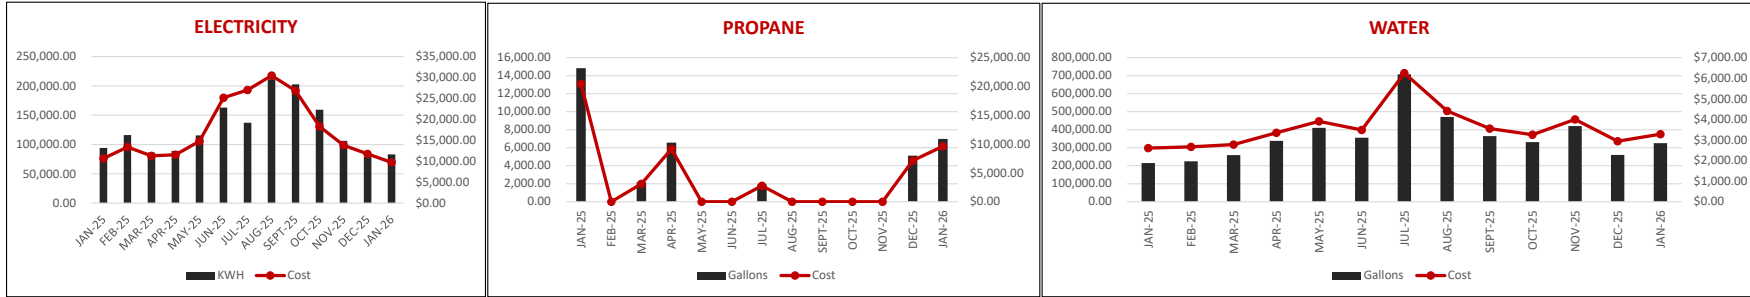 ELECTRICITY
250,000.00
200,000.00
150,000.00
100,000.00
50,000.00
0.00
$35,000.00
$30,000.00
$25,000.00
$20,000.00
$15,000.00
$10,000.00
$5,000.00
$0.00
JAN-25
FEB-25
MAR-25
APR-25
MAY-25
JUN-25
JUL-25
AUG-25
SEPT-25
OCT-25
NOV-25
DEC-25
JAN-26
KWH
Cost
PROPANE
16,000.00
14,000.00
12,000.00
10,000.00
8,000.00
6,000.00
4,000.00
2,000.00
0.00
$25,000.00
$20,000.00
$15,000.00
$10,000.00
$5,000.00
$0.00
JAN-25
FEB-25
MAR-25
APR-25
MAY-25
JUN-25
JUL-25
AUG-25
SEPT-25
OCT-25
NOV-25
DEC-25
JAN-26
Gallons
Cost
WATER
800,000.00
700,000.00
600,000.00
500,000.00
400,000.00
300,000.00
200,000.00
100,000.00
0.00
$7,000.00
$6,000.00
$5,000.00
$4,000.00
$3,000.00
$2,000.00
$1,000.00
$0.00
JAN-25
FEB-25
MAR-25
APR-25
MAY-25
JUN-25
JUL-25
AUG-25
SEPT-25
OCT-25
NOV-25
DEC-25
JAN-26
Gallons
Cost